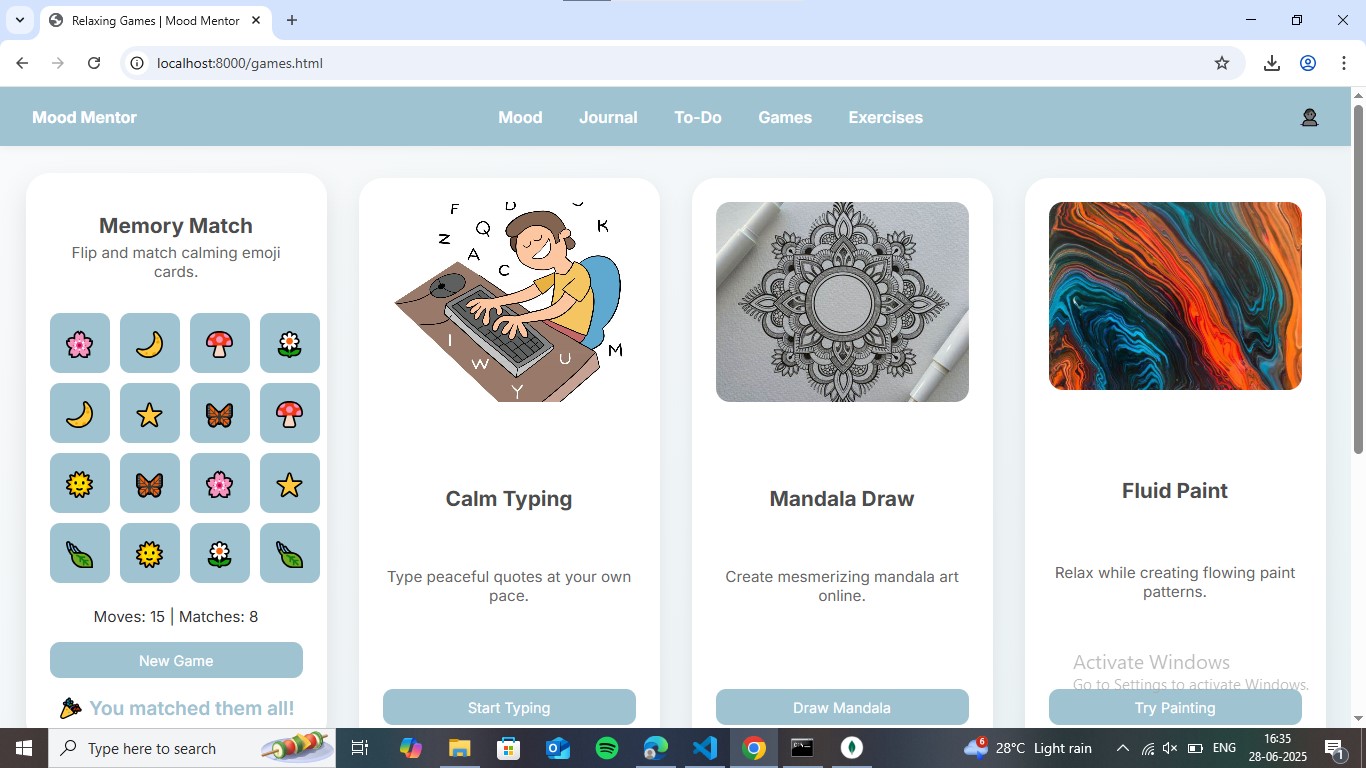 Relaxing Games | Mood Mentor
localhost:8000/games.html
Mood Mentor
Mood
Journal
To-Do
Games
Exercises
Memory Match
Flip and match calming emoji
cards.
Moves: 15 | Matches: 8
New Game
You matched them all!
F
D
Q
K
Z
A
C
I
W
U
M
Y
Calm Typing
Type peaceful quotes at your own
pace.
Start Typing
Mandala Draw
Create mesmerizing mandala art
online.
Draw Mandala
Fluid Paint
Relax while creating flowing paint
patterns.
Try Painting
Activate Windows
Go to Settings to activate Windows.
Type here to search
6
28°C Light rain
ENG
16:35
28-06-2025
1